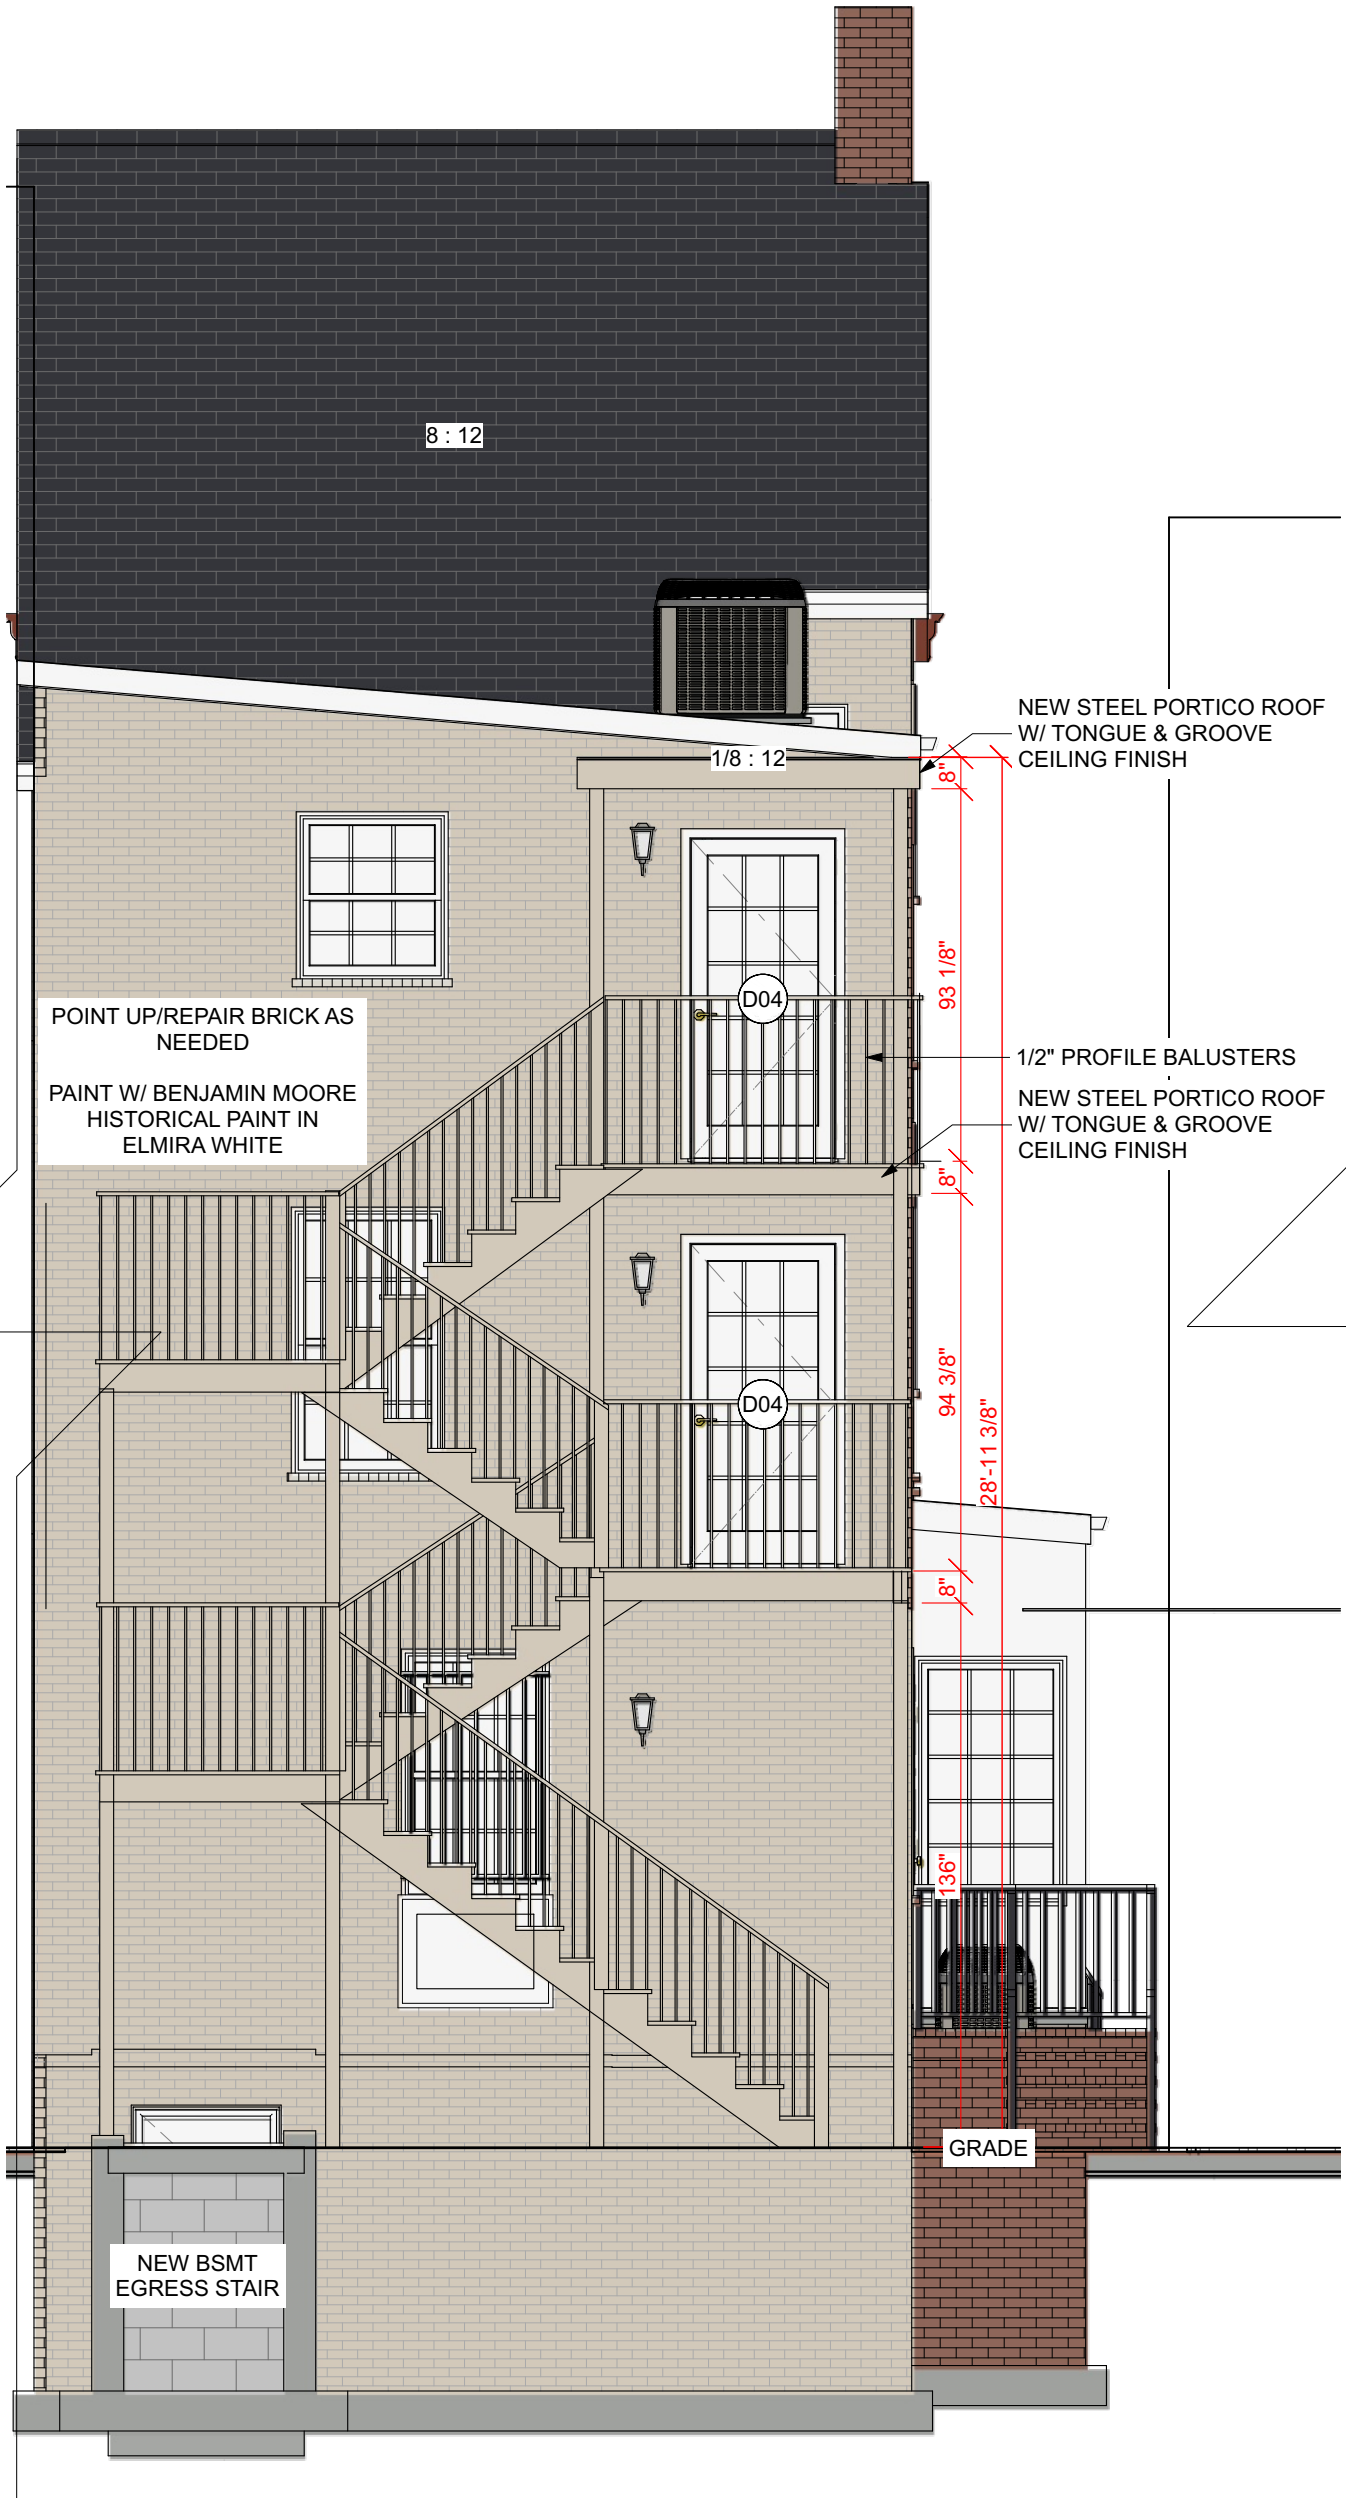 8 : 12
NEW STEEL PORTICO ROOF
W/ TONGUE & GROOVE
CEILING FINISH
1/8 : 12
8"
93 1/8"
D04
POINT UP/REPAIR BRICK AS
NEEDED
PAINT W/ BENJAMIN MOORE
HISTORICAL PAINT IN
ELMIRA WHITE
1/2" PROFILE BALUSTERS
NEW STEEL PORTICO ROOF
W/ TONGUE & GROOVE
CEILING FINISH
8"
94 3/8"
28'-11 3/8"
D04
8"
136"
GRADE
NEW BSMT
EGRESS STAIR